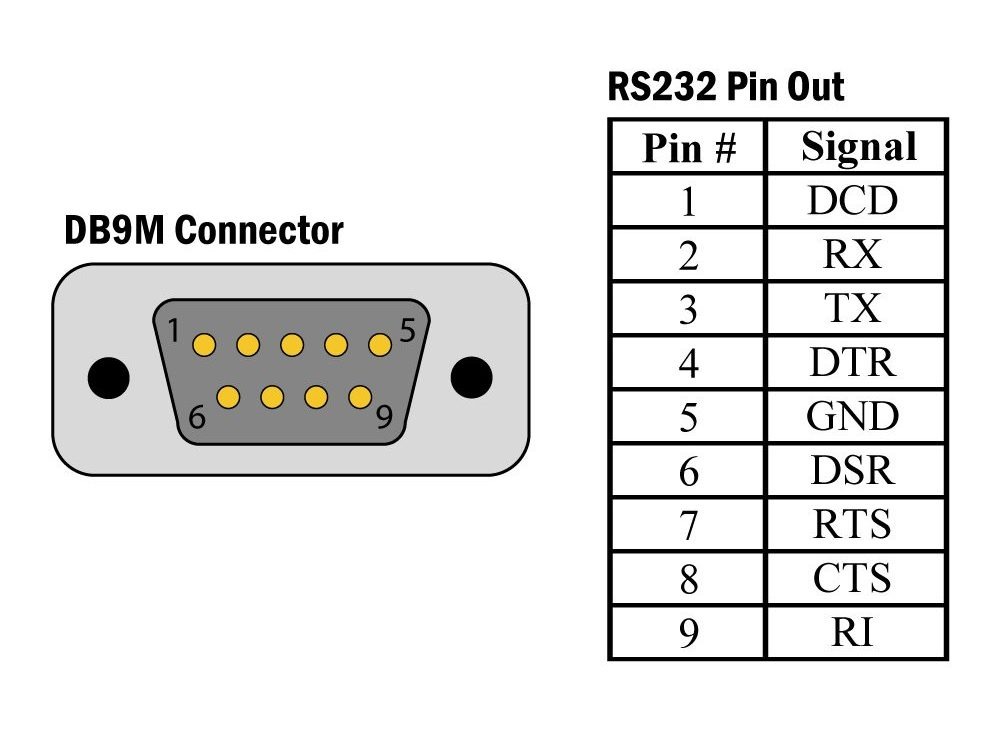 DB9M Connector
1 5
6 9
RS232 Pin Out
Pin # Signal
1 DCD
2 RX
3 TX
4 DTR
5 GND
6 DSR
7 RTS
8 CTS
9 RI